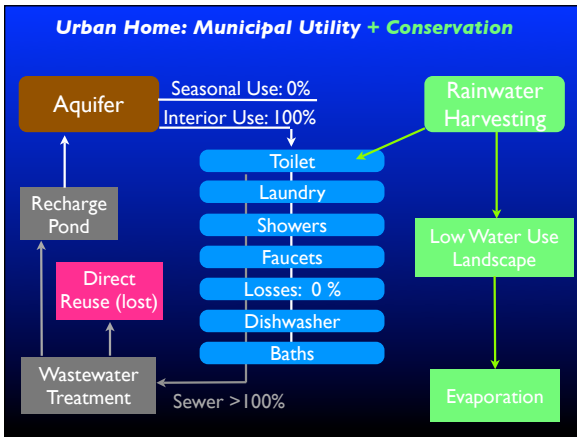 Urban Home: Municipal Utility + Conservation
Aquifer
Seasonal Use: 0%
Interior Use: 100%
Rainwater
Harvesting
Toilet
Laundry
Showers
Faucets
Losses: 0 %
Dishwasher
Baths
Recharge
Pond
Direct
Reuse (lost)
Wastewater
Treatment
Sewer >100%
Low Water Use
Landscape
Evaporation